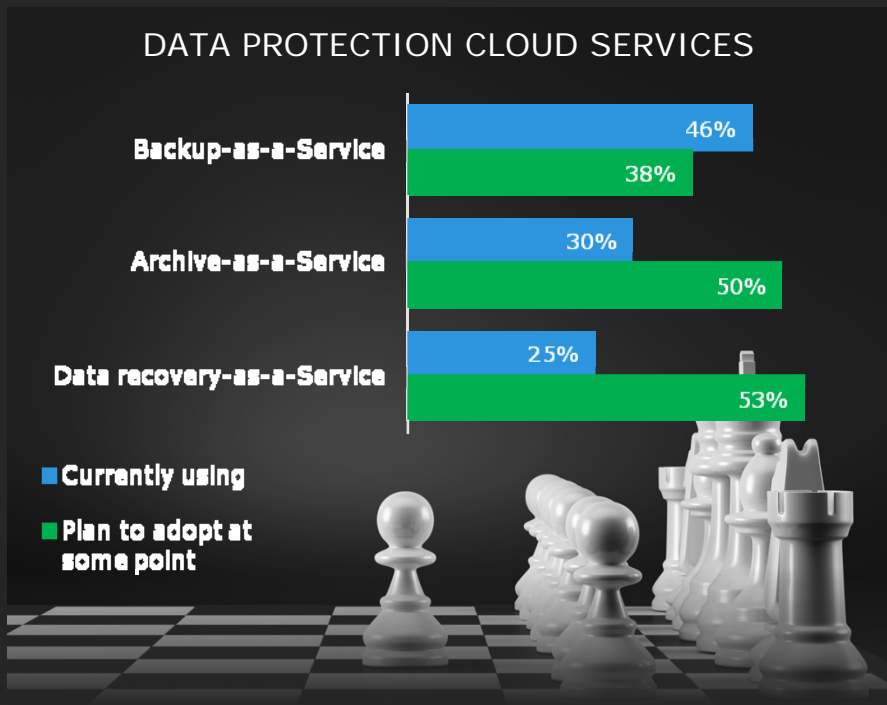 DATA PROTECTION CLOUD SERVICES
Backup-as-a-Service
46%
38%
Archive-as-a-Service
30%
50%
Data recovery-as-a-Service
25%
53%
Currently using
Plan to adopt at
some point